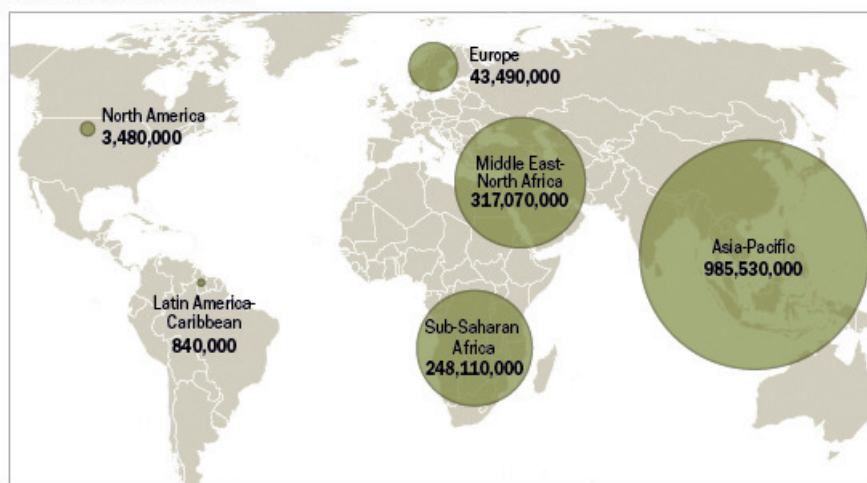 Europe
43,490,000
North America
3,480,000
Middle East-
North Africa
317,070,000
Asia-Pacific
985,530,000
Latin America-
Caribbean
840,000
Sub-Saharan
Africa
248,110,000